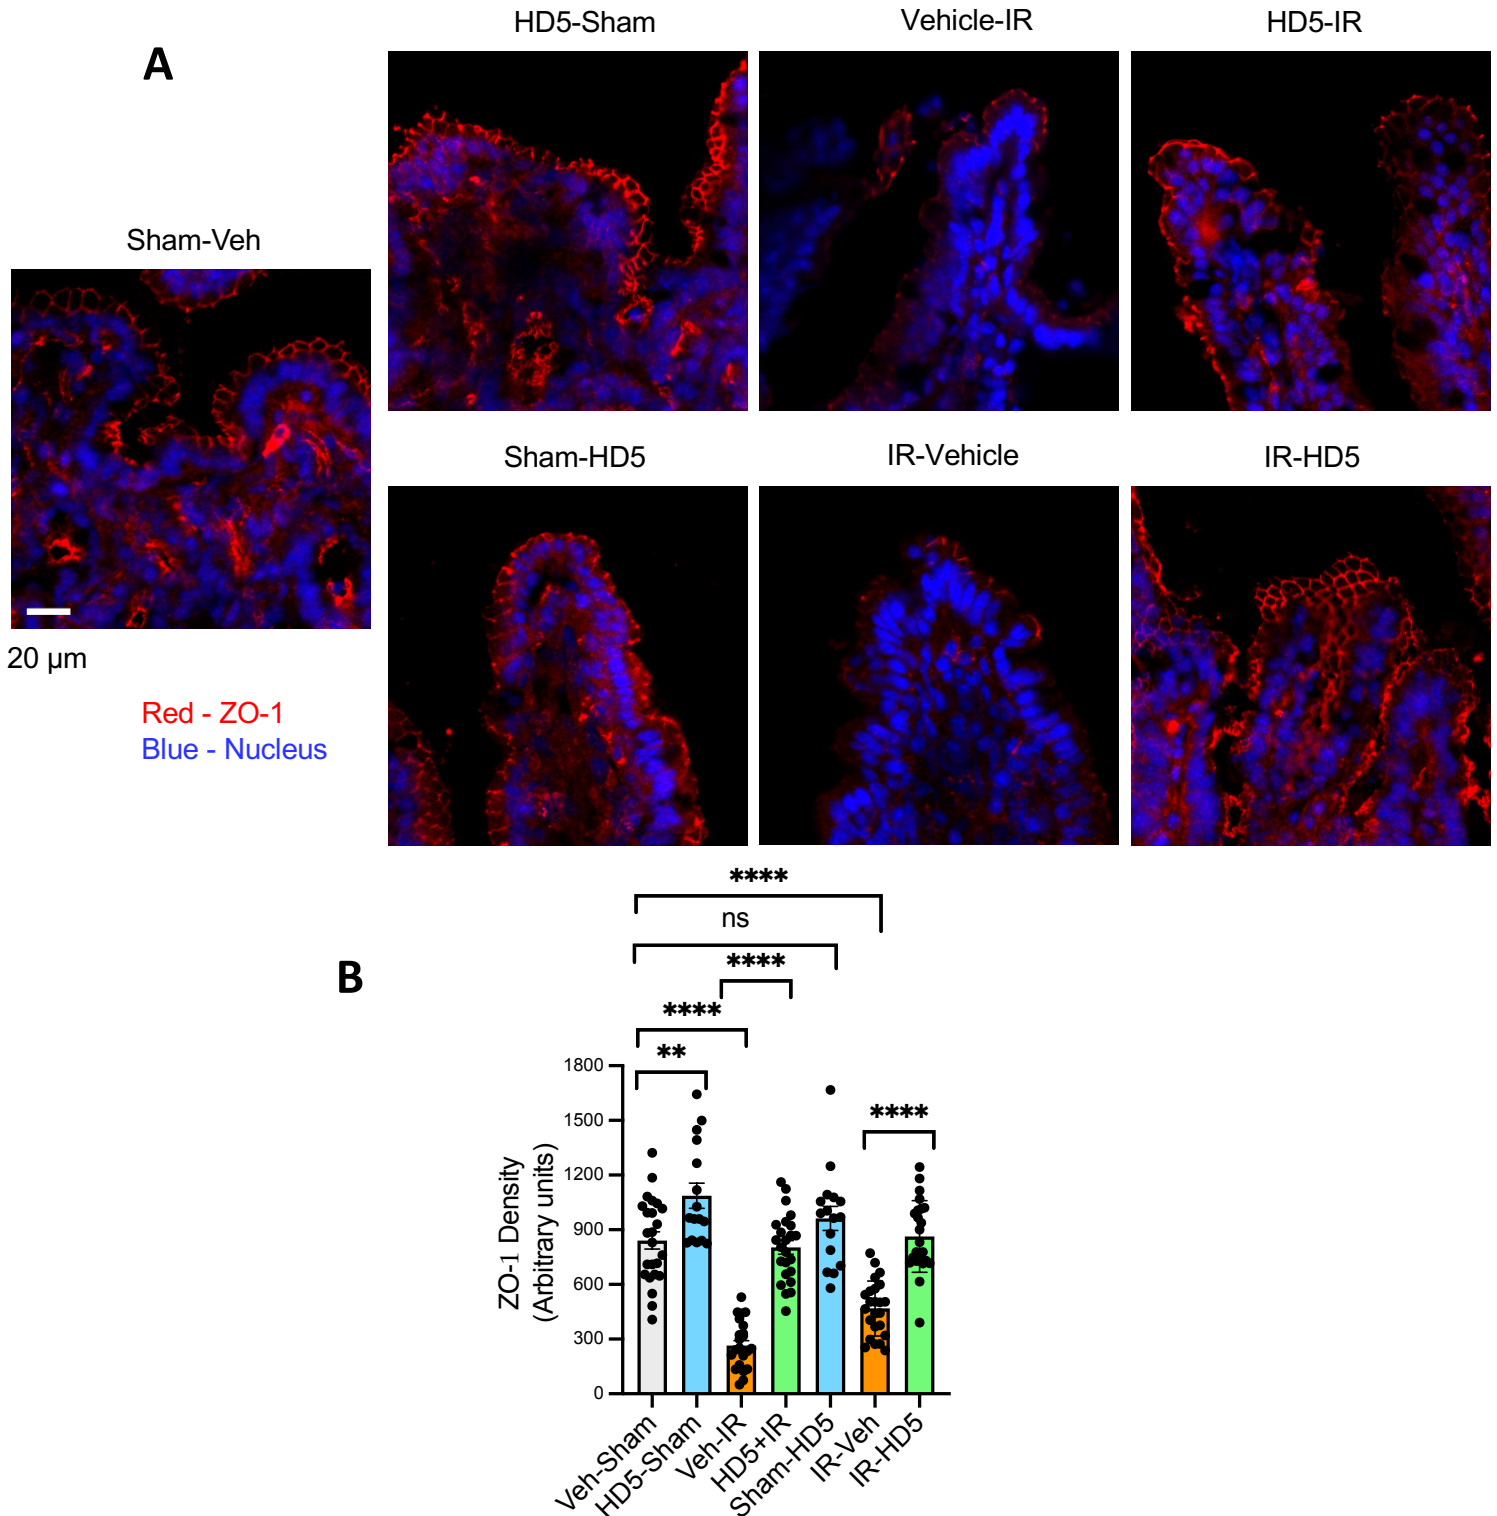 A
HD5-Sham
Vehicle-IR
HD5-IR
Sham-Veh
Sham-HD5
IR-Vehicle
IR-HD5
20 µm
Red - ZO-1
Blue - Nucleus
B
****
ns
****
****
**
****
ZO-1 Density
(Arbitrary units)
1800
1500
1200
900
600
300
0
Veh-Sham
HD5-Sham
Veh-IR
HD5+IR
Sham-HD5
IR-Veh
IR-HD5